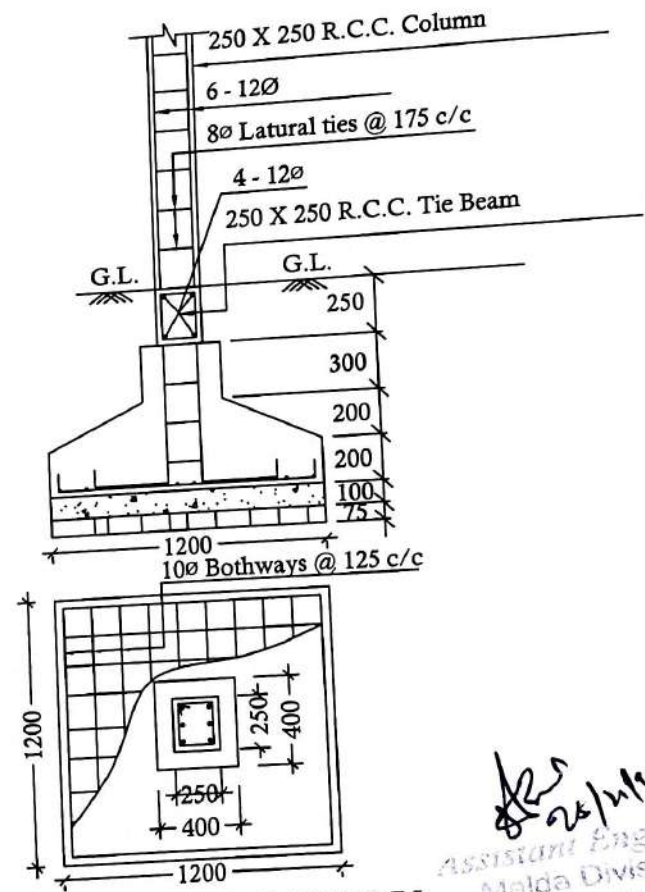 250 X 250 R.C.C. Column
6 - 12Ø
8ø Latural ties @ 175 c/c
4 - 12ø
250 X 250 R.C.C. Tie Beam
G.L.
G.L.
250
300
200
200
100
75
1200
10ø Bothways @ 125 c/c
1200
250
400
250
400
1200
Assistant Eng
Malda Divis